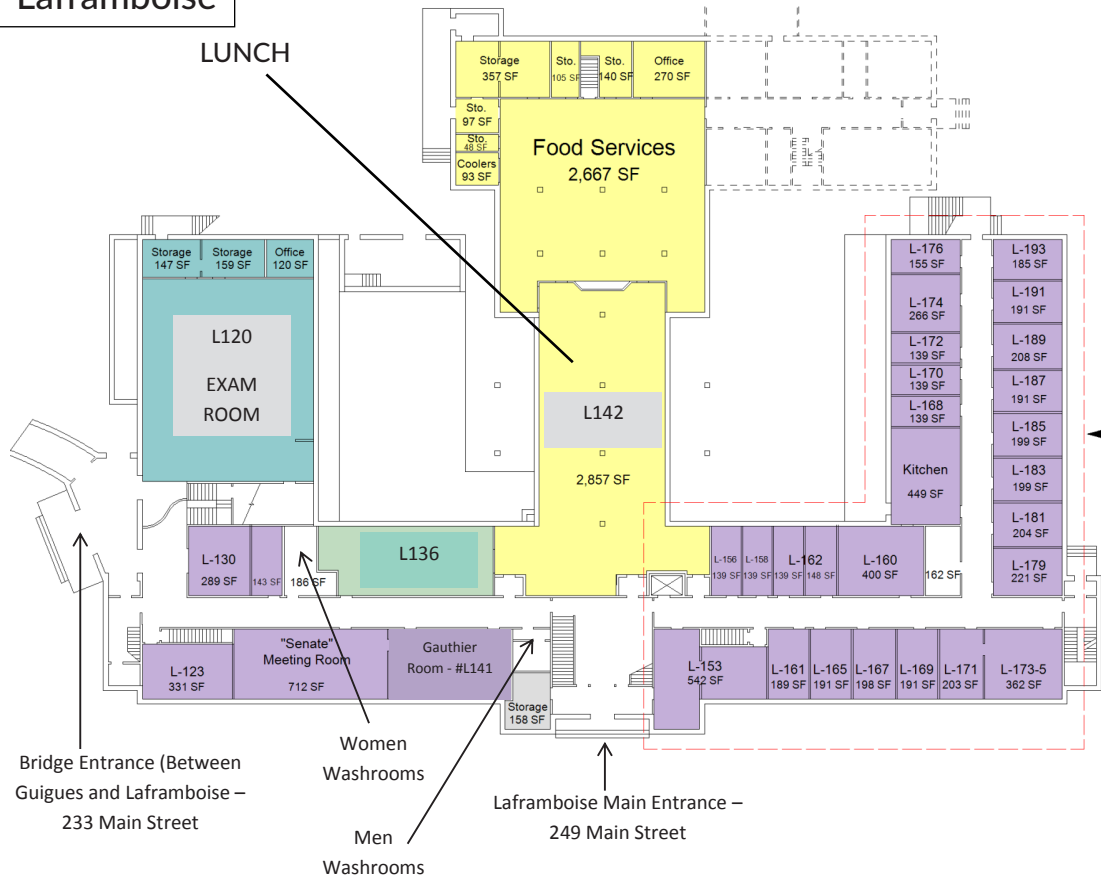 Laframboise
LUNCH
Storage
357 SF
Sto.
105 SF
Sto.
140 SF
Office
270 SF
Sto.
97 SF
Sto.
48 SF
Coolers
93 SF
Food Services
2,667 SF
Storage
147 SF
Storage
159 SF
Office
120 SF
L120
EXAM
ROOM
L142
2,857 SF
L-176
155 SF
L-174
266 SF
L-172
139 SF
L-170
139 SF
L-168
139 SF
Kitchen
449 SF
L-193
185 SF
L-191
191 SF
L-189
208 SF
L-187
191 SF
L-185
199 SF
L-183
199 SF
L-181
204 SF
L-179
221 SF
L-130
289 SF
143 SF
186 SF
L136
L-156
139 SF
L-158
139 SF
L-162
139 SF
148 SF
L-160
400 SF
162 SF
L-123
331 SF
"Senate"
Meeting Room
712 SF
Gauthier
Room - #L141
Storage
158 SF
L-153
542 SF
L-161
189 SF
L-165
191 SF
L-167
198 SF
L-169
191 SF
L-171
203 SF
L-173-5
362 SF
Bridge Entrance (Between
Guigues and Laframboise –
233 Main Street
Women
Washrooms
Men
Washrooms
Laframboise Main Entrance –
249 Main Street